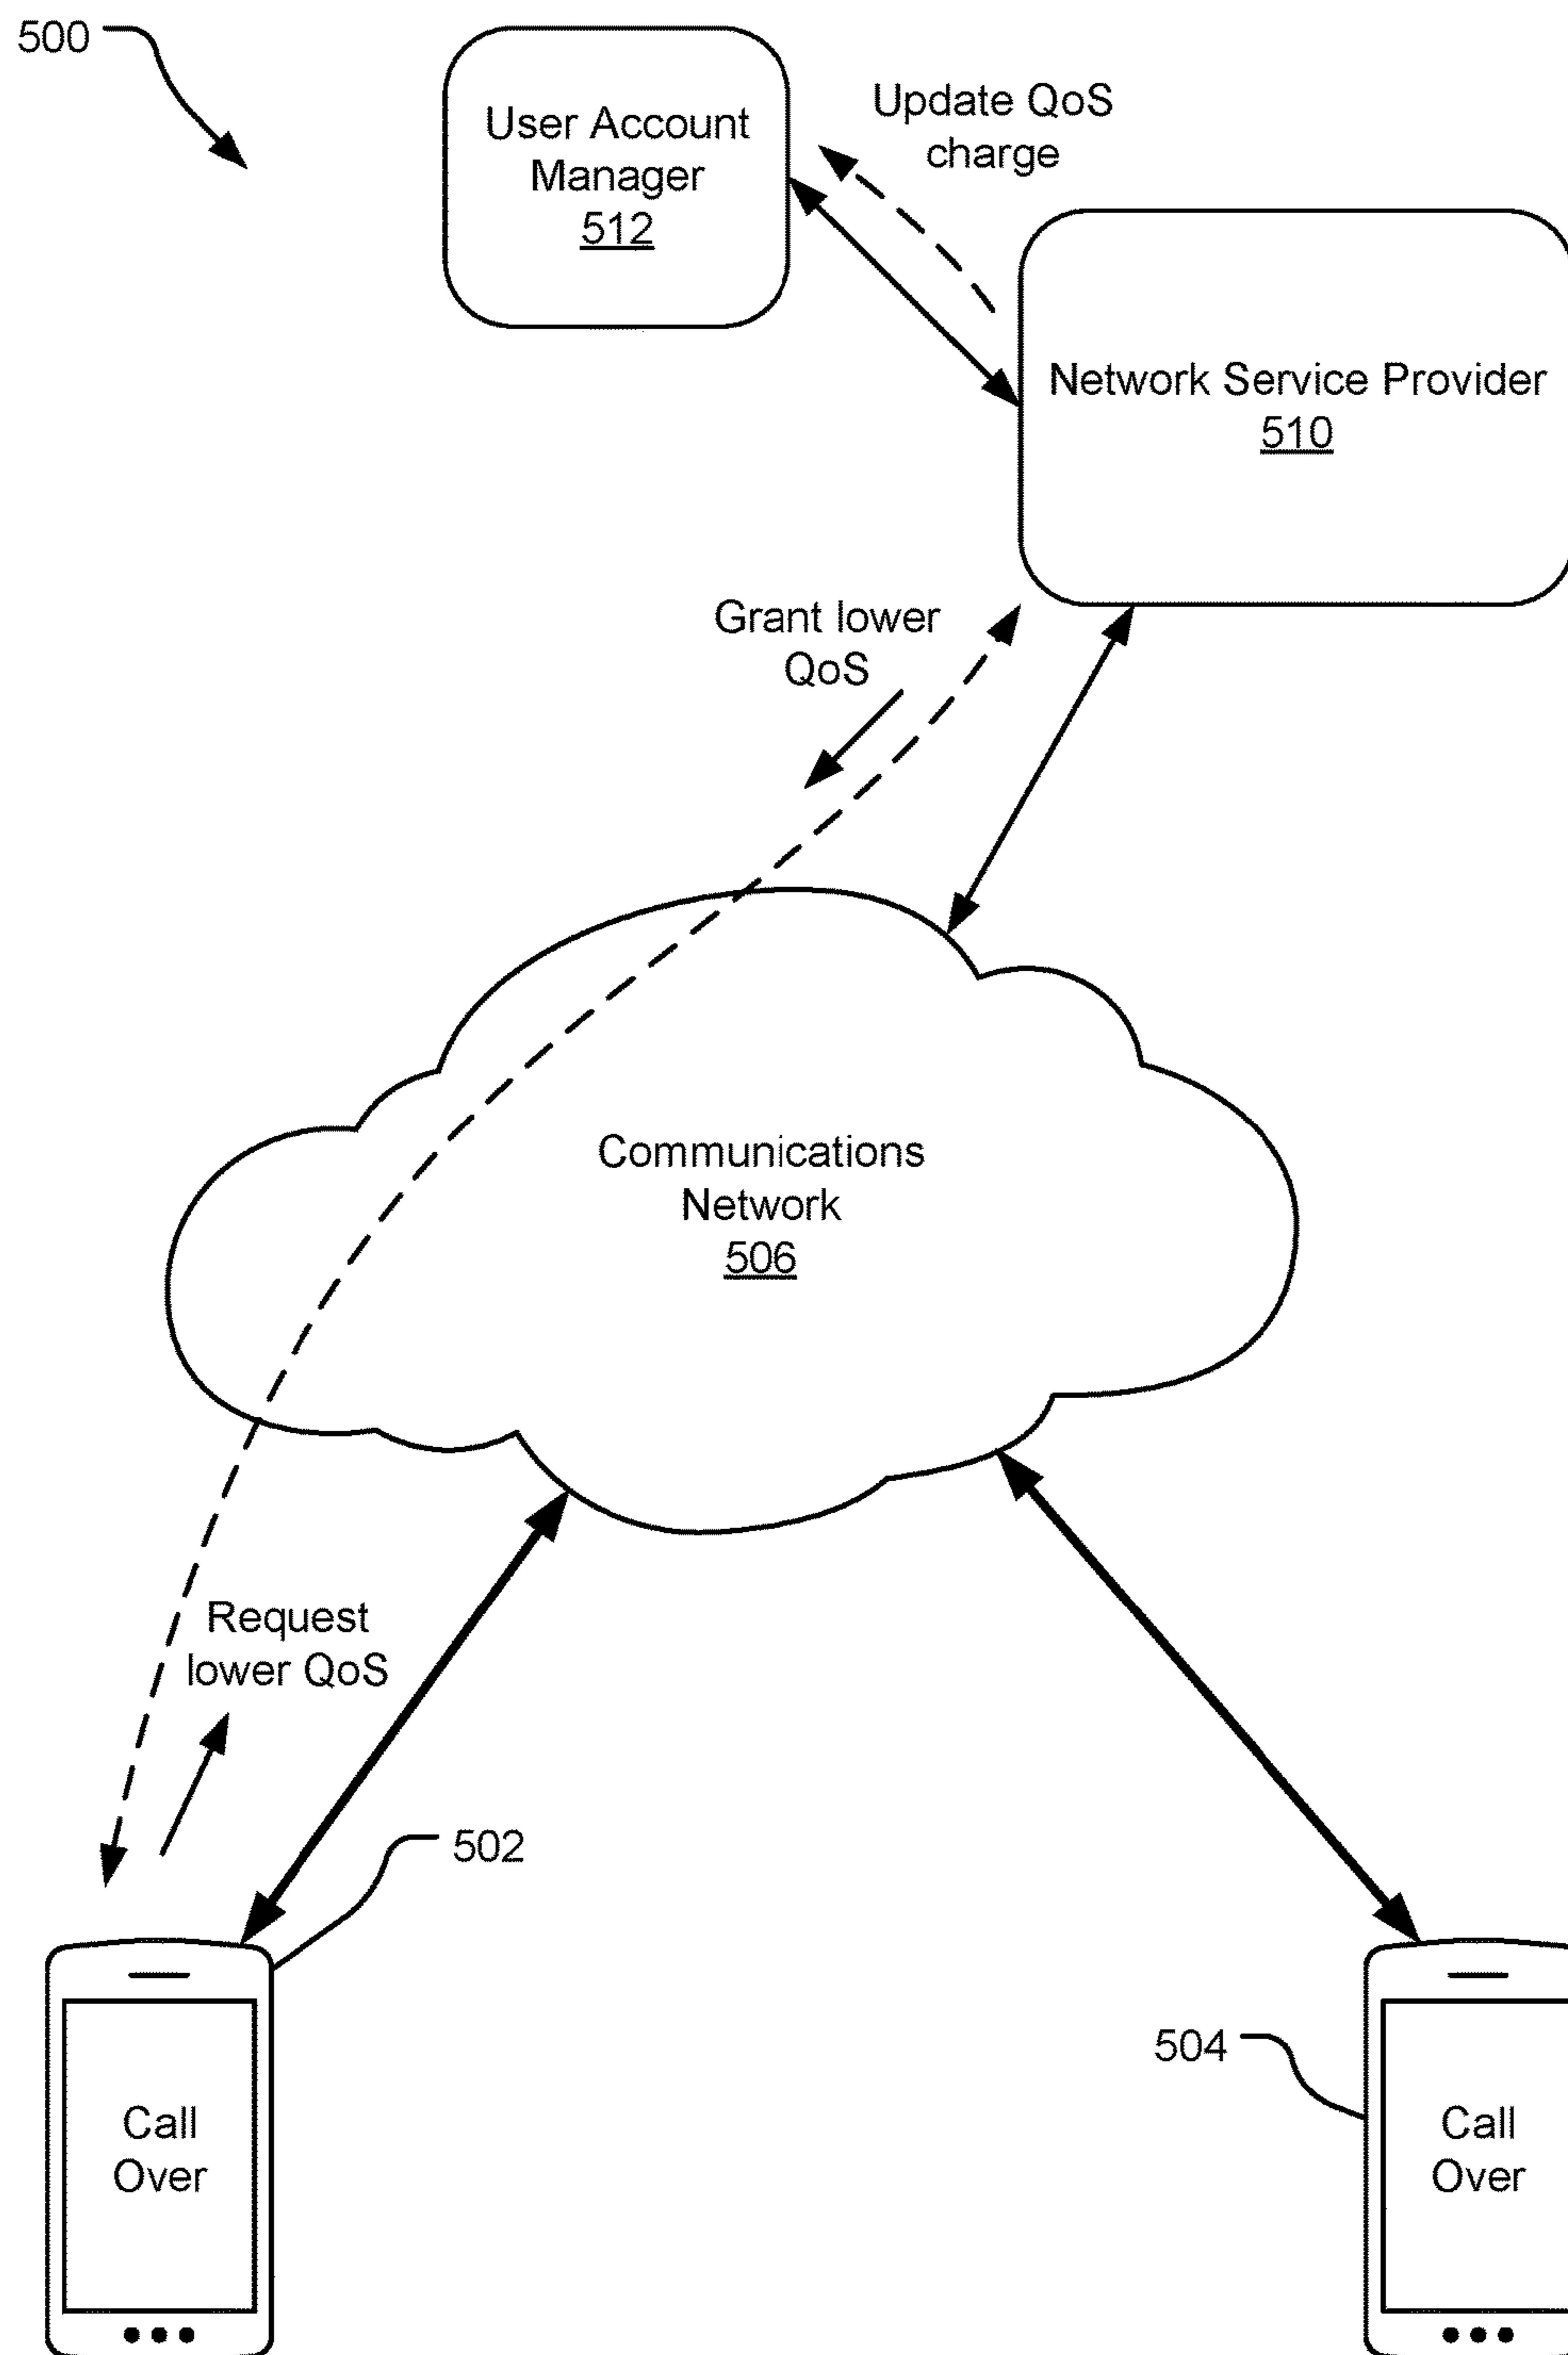 500
User Account
Manager
512
Update QoS
charge
Network Service Provider
510
Grant lower
QoS
Communications
Network
506
Request
lower QoS
502
504
Call
Over
Call
Over